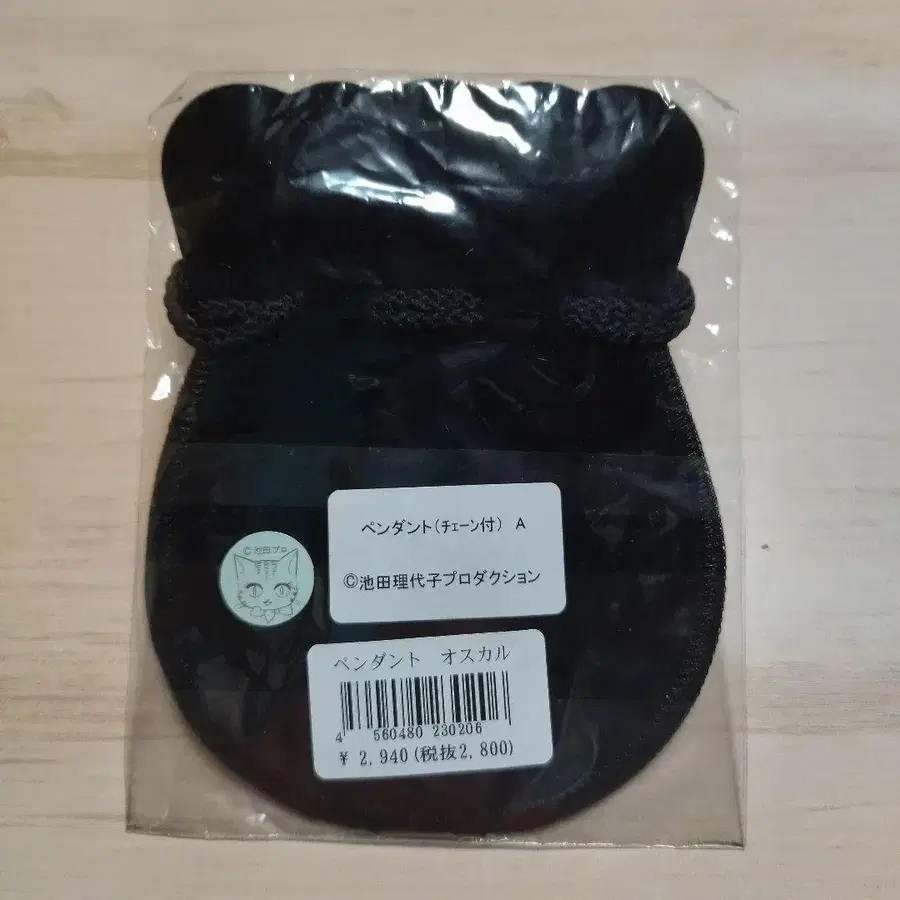 ペンダント(ﾁｪｰﾝ付) A
©池田理代子プロダクション
© 池田プロ
ペンダント オスカル
4 560480 230206
¥ 2,940(税抜2,800)